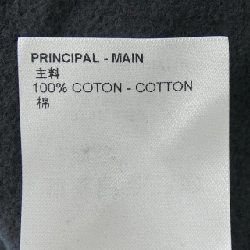 PRINCIPAL - MAIN
主料
100% COTON - COTTON
棉